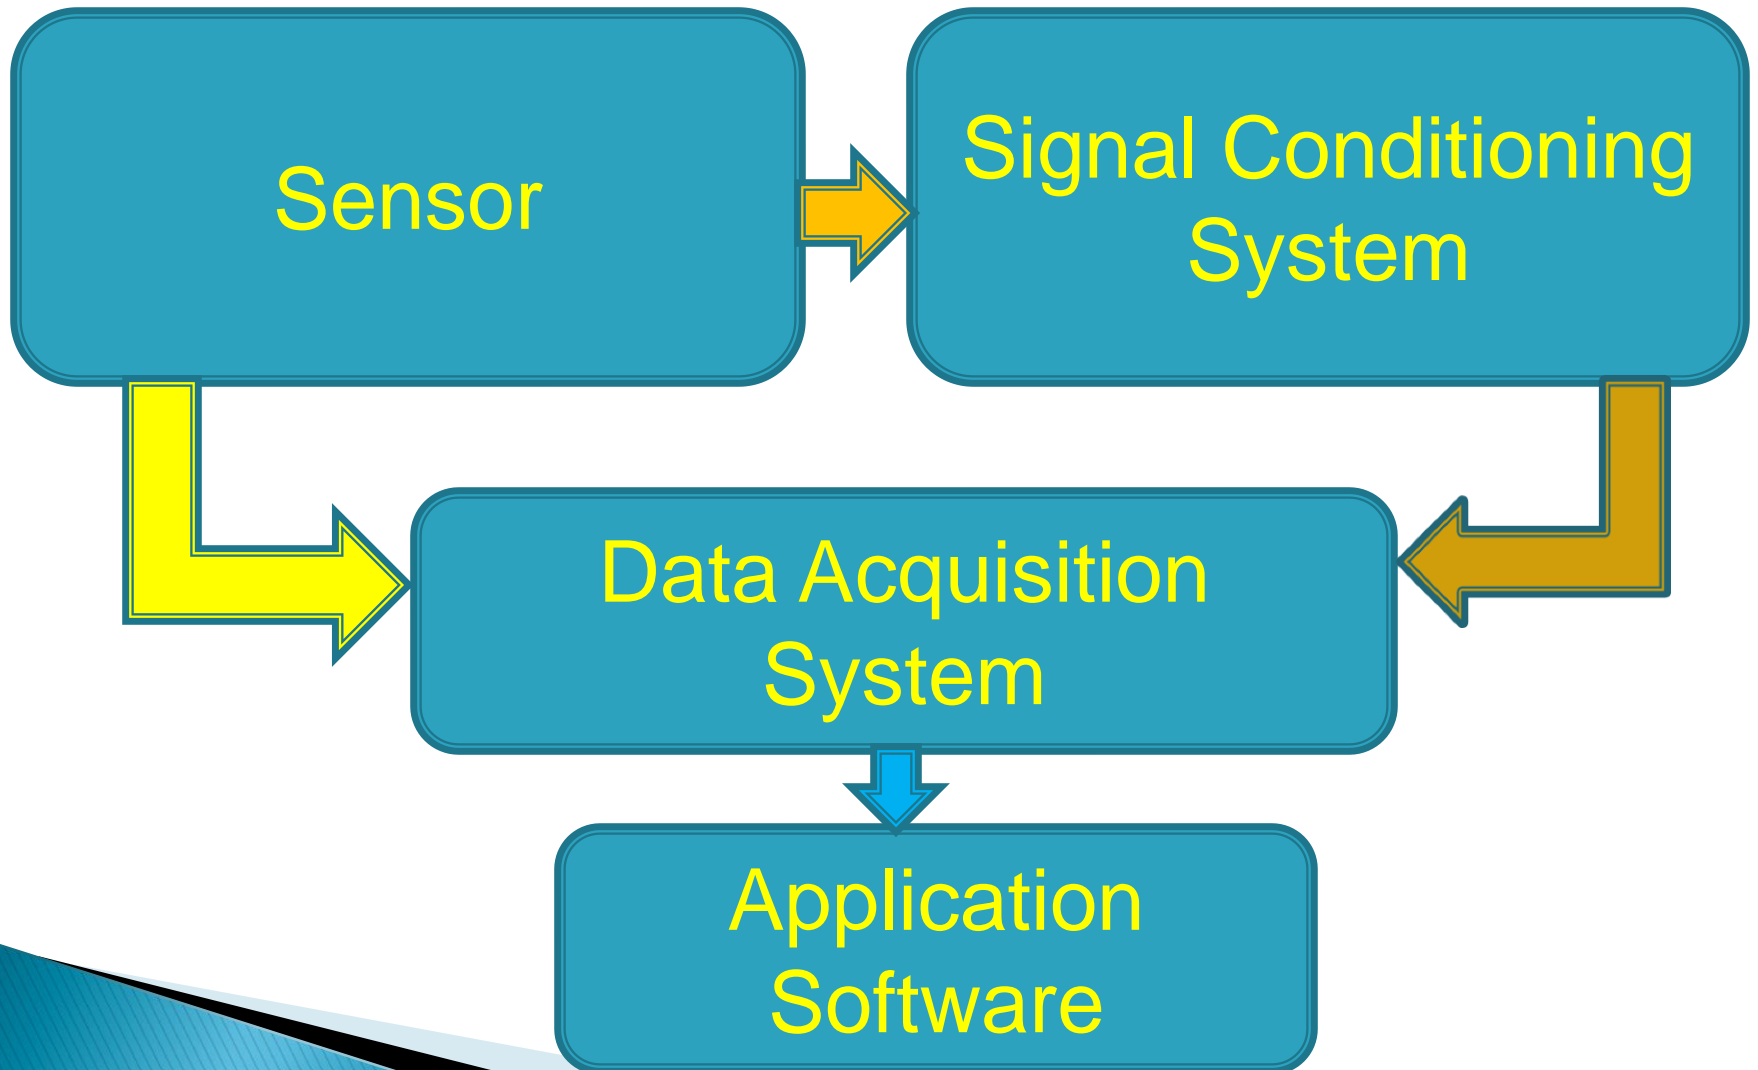 Sensor
Signal Conditioning
System
Data Acquisition
System
Application
Software